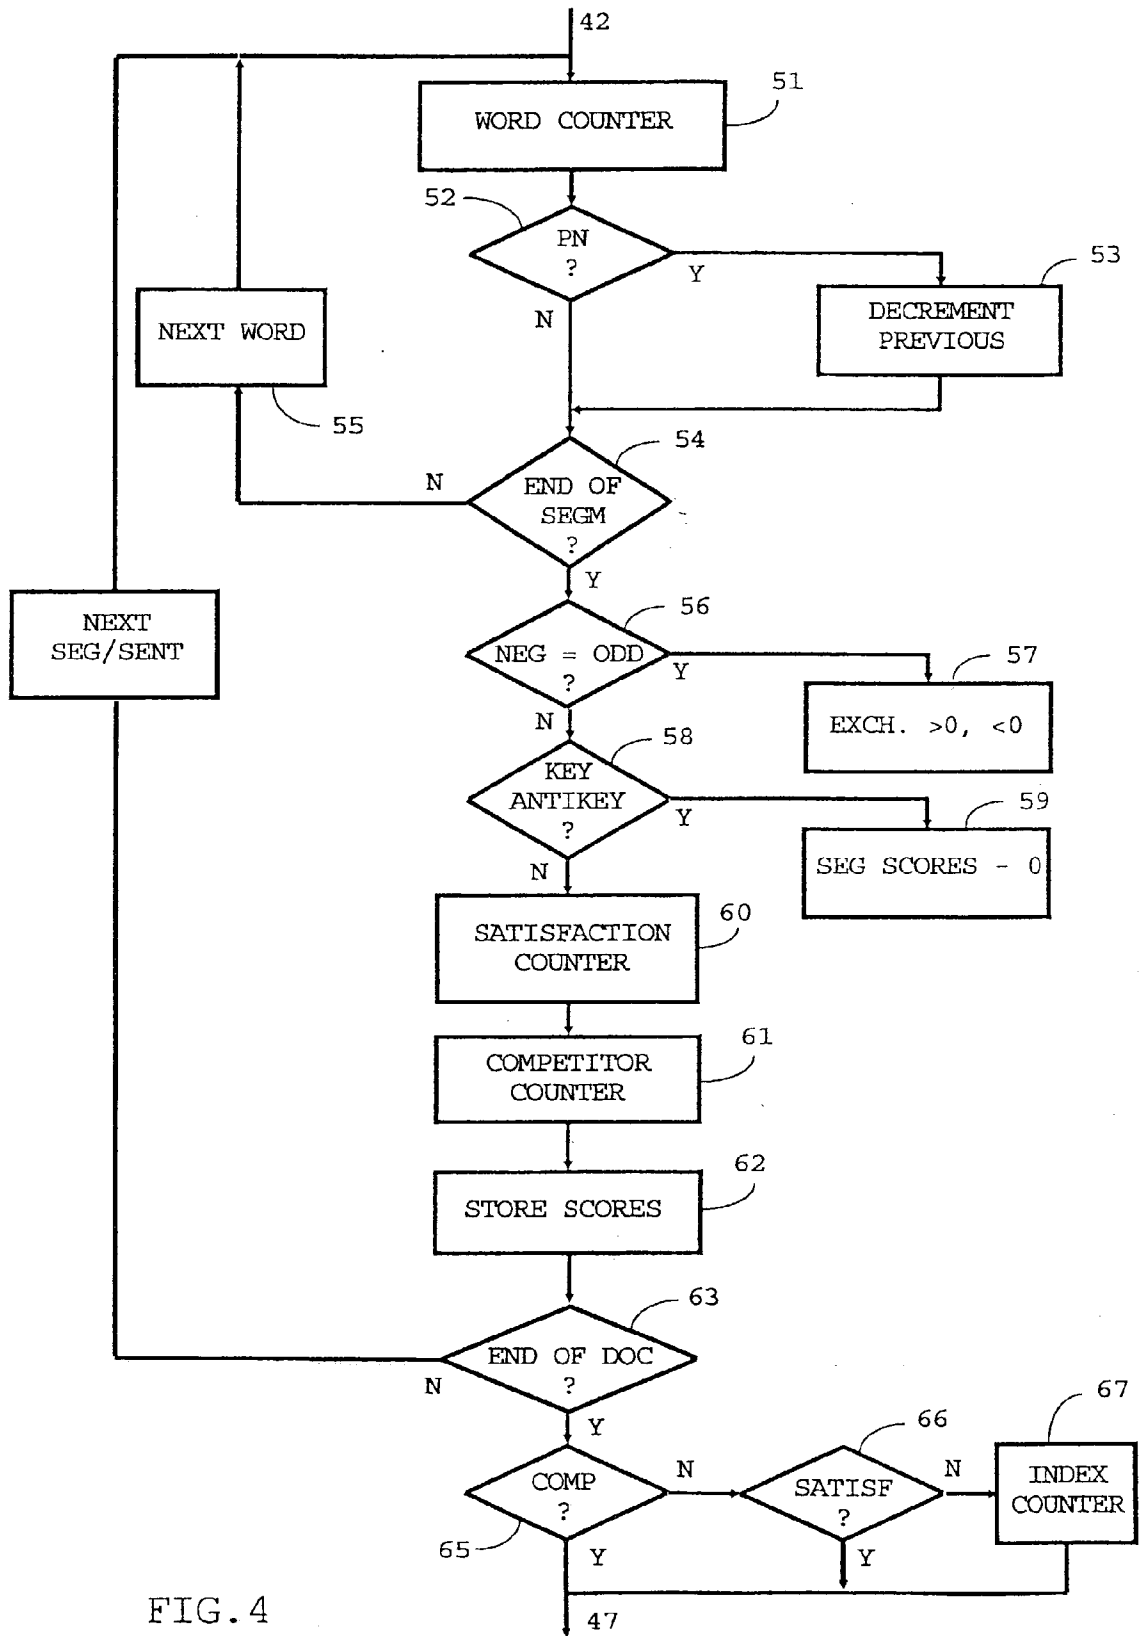 42
51
WORD COUNTER
52
PN
?
Y
N
53
DECREMENT
PREVIOUS
NEXT WORD
55
54
N
END OF
SEGM
?
Y
NEXT
SEG/SENT
56
NEG = ODD
?
Y
N
57
EXCH. >0, <0
58
KEY
ANTIKEY
?
Y
N
59
SEG SCORES - 0
60
SATISFACTION
COUNTER
61
COMPETITOR
COUNTER
62
STORE SCORES
63
END OF DOC
?
N
Y
65
COMP
?
N
Y
66
SATISF
?
N
Y
67
INDEX
COUNTER
47
FIG.4